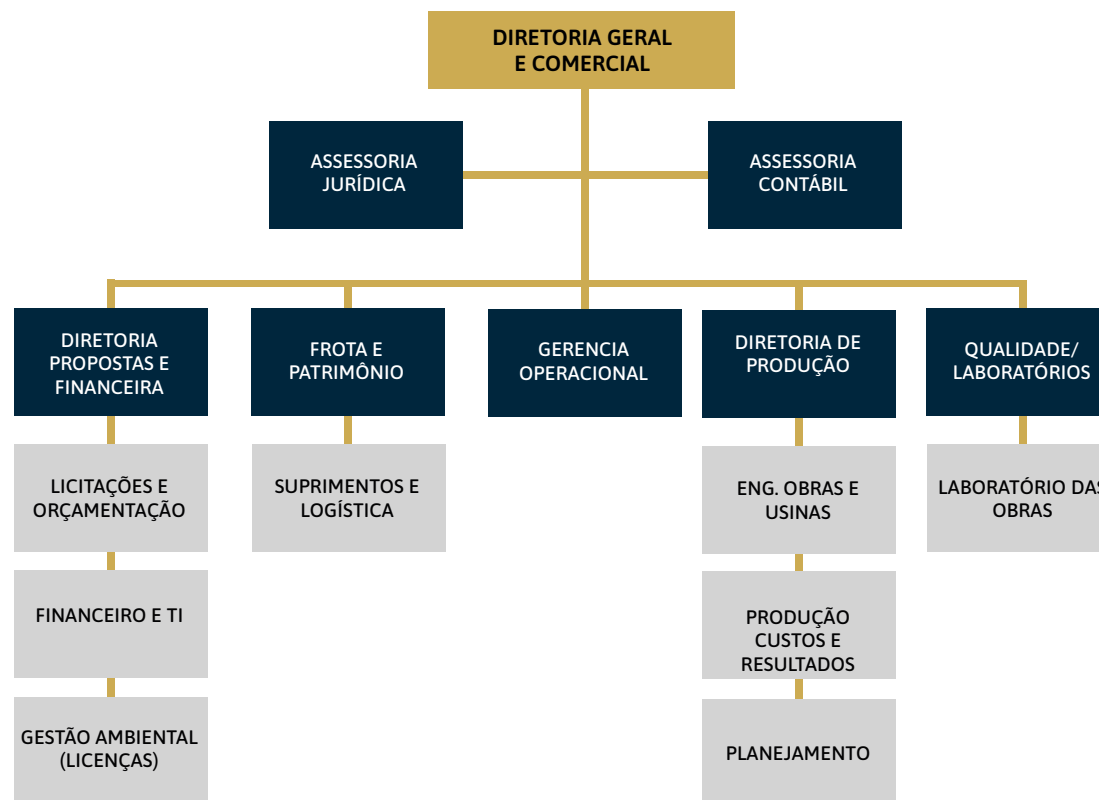 DIRETORIA GERAL
E COMERCIAL
ASSESSORIA
JURÍDICA
ASSESSORIA
CONTÁBIL
DIRETORIA
PROPOSTAS E
FINANCEIRA
FROTA E
PATRIMÔNIO
GERENCIA
OPERACIONAL
DIRETORIA DE
PRODUÇÃO
QUALIDADE/
LABORATÓRIOS
LICITAÇÕES E
ORÇAMENTAÇÃO
SUPRIMENTOS E
LOGÍSTICA
ENG. OBRAS E
USINAS
LABORATÓRIO DAS
OBRAS
FINANCEIRO E TI
PRODUÇÃO
CUSTOS E
RESULTADOS
GESTÃO AMBIENTAL
(LICENÇAS)
PLANEJAMENTO